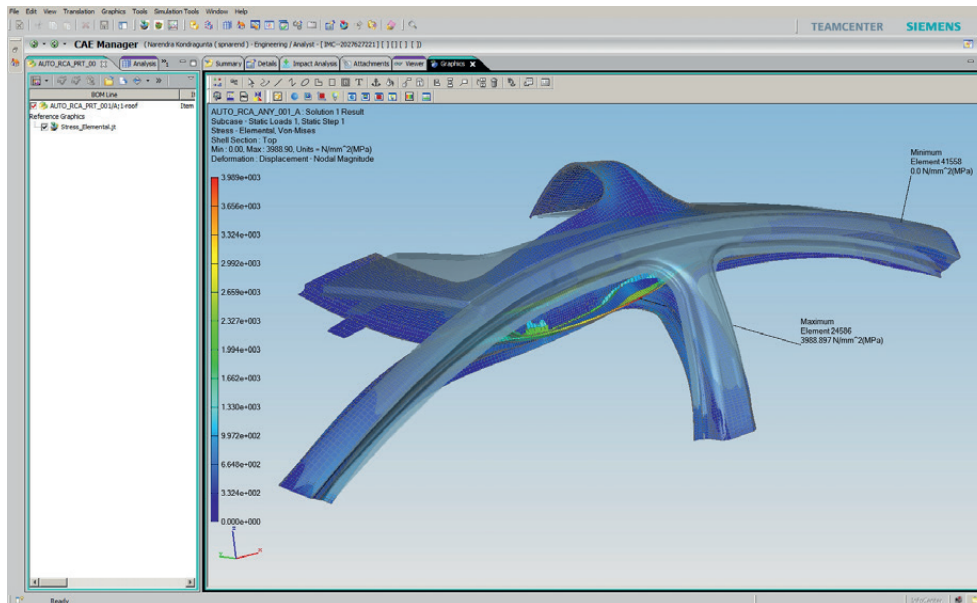 File Edit View Translation Graphics Tools Simulation Tools Window Help
TEAMCENTER SIEMENS
CAE Manager (Narendra Kondragunta ( spnarend ) - Engineering / Analyst - [ IMC--2027627221 ] [ ] [ ] [ ] )
AUTO_RCA_PRT_00 Analysis Summary Details Impact Analysis Attachments Viewer Graphics
BOM Line
AUTO_RCA_PRT_001/A;1-roof Item
Reference Graphics
Stress_Elemental.jt
AUTO_RCA_ANY_001_A : Solution 1 Result
Subcase - Static Loads 1, Static Step 1
Stress - Elemental, Von-Mises
Shell Section : Top
Min : 0.00, Max : 3988.90, Units = N/mm^2(MPa)
Deformation : Displacement - Nodal Magnitude
3.989e+003
3.656e+003
3.324e+003
2.992e+003
2.659e+003
2.327e+003
1.994e+003
1.662e+003
1.330e+003
9.972e+002
6.648e+002
3.324e+002
0.000e+000
Minimum
Element 41558
0.0 N/mm^2(MPa)
Maximum
Element 24586
3988.897 N/mm^2(MPa)
Ready
InfoCenter